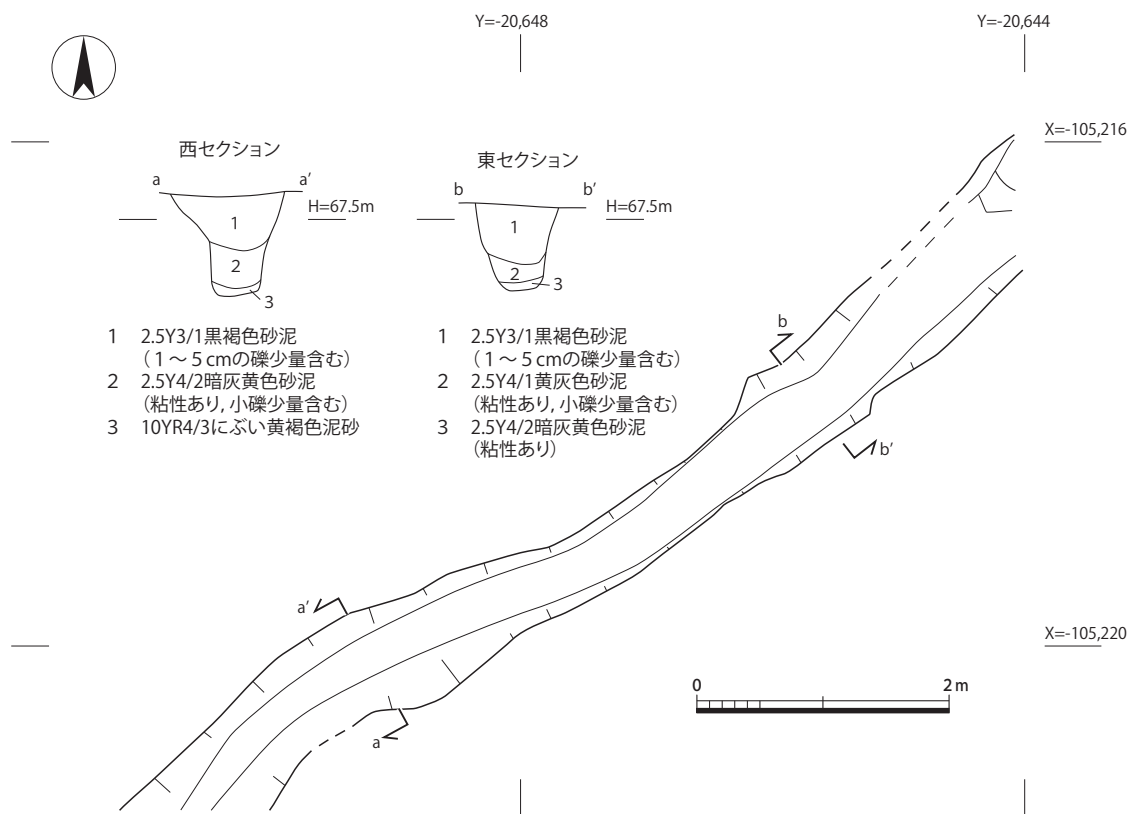 Y=-20,648
Y=-20,644
X=-105,216
西セクション
a
a'
H=67.5m
1
2
3
東セクション
b
b'
H=67.5m
1
2
3
1 2.5Y3/1黒褐色砂泥
(1～5cmの礫少量含む)
2 2.5Y4/2暗灰黄色砂泥
(粘性あり, 小礫少量含む)
3 10YR4/3にぶい黄褐色泥砂
1 2.5Y3/1黒褐色砂泥
(1～5cmの礫少量含む)
2 2.5Y4/1黄灰色砂泥
(粘性あり, 小礫少量含む)
3 2.5Y4/2暗灰黄色砂泥
(粘性あり)
b
b'
a'
a
X=-105,220
0
2m